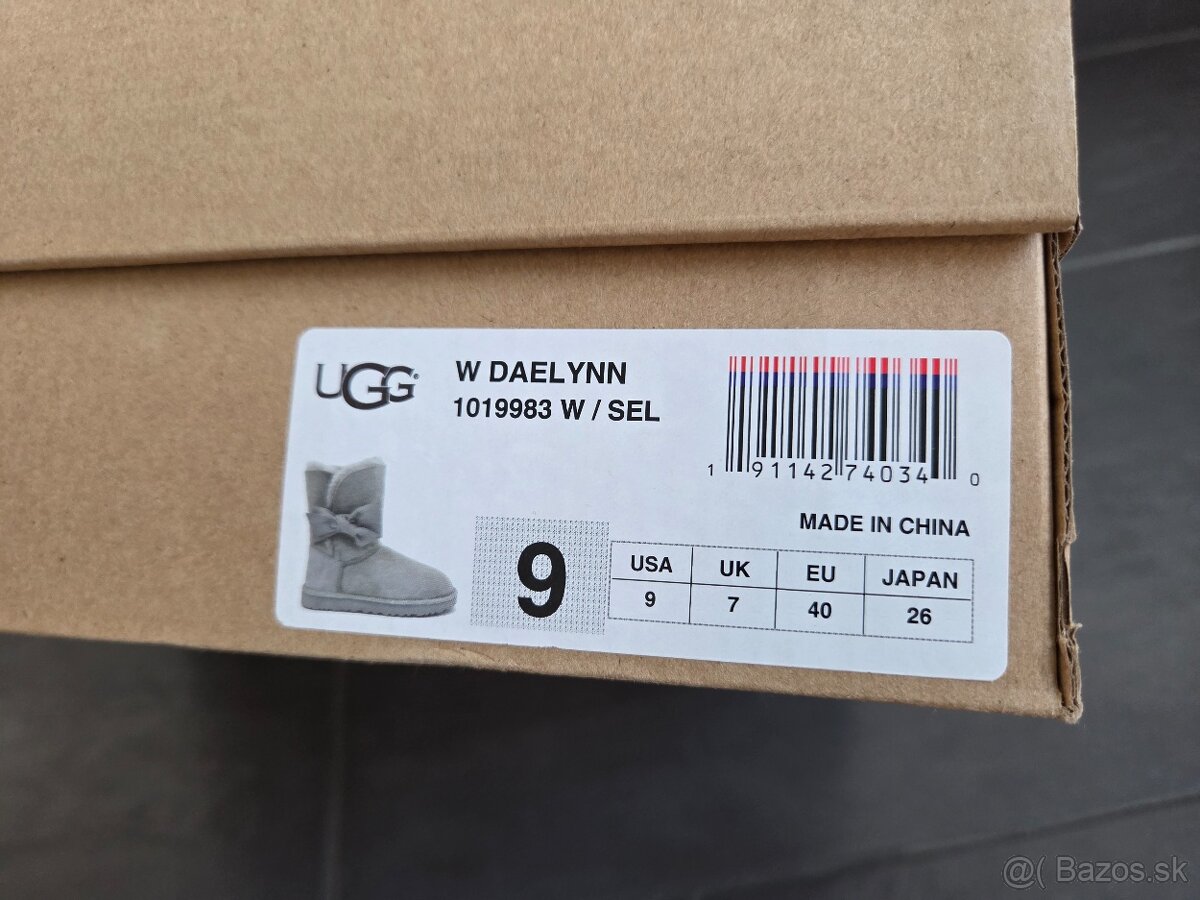 UGG®
W DAELYNN
1019983 W / SEL
1 91142 74034 0
MADE IN CHINA
9
USA UK EU JAPAN
9 7 40 26
@( Bazos.sk